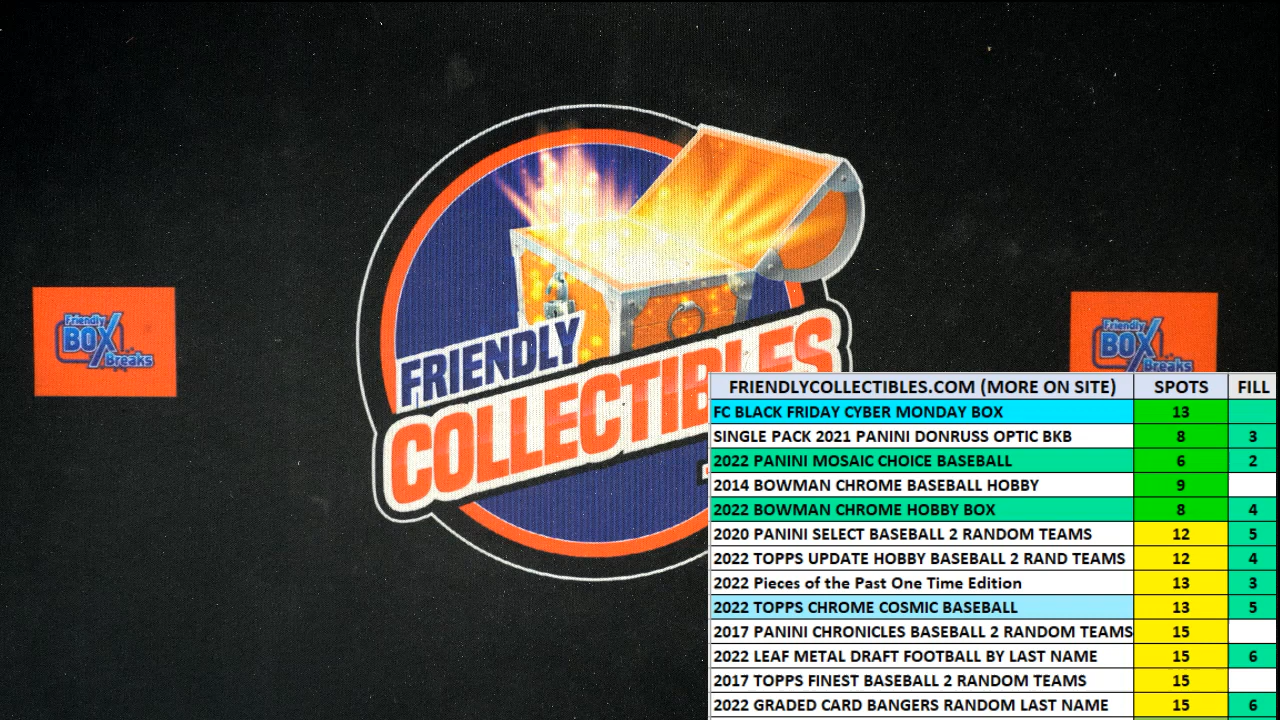 FRIENDLY
COLLECTIBLES
Friendly
BOX
Breaks
Friendly
BOX
Breaks
FRIENDLYCOLLECTIBLES.COM (MORE ON SITE) SPOTS FILL
FC BLACK FRIDAY CYBER MONDAY BOX 13
SINGLE PACK 2021 PANINI DONRUSS OPTIC BKB 8 3
2022 PANINI MOSAIC CHOICE BASEBALL 6 2
2014 BOWMAN CHROME BASEBALL HOBBY 9
2022 BOWMAN CHROME HOBBY BOX 8 4
2020 PANINI SELECT BASEBALL 2 RANDOM TEAMS 12 5
2022 TOPPS UPDATE HOBBY BASEBALL 2 RAND TEAMS 12 4
2022 Pieces of the Past One Time Edition 13 3
2022 TOPPS CHROME COSMIC BASEBALL 13 5
2017 PANINI CHRONICLES BASEBALL 2 RANDOM TEAMS 15
2022 LEAF METAL DRAFT FOOTBALL BY LAST NAME 15 6
2017 TOPPS FINEST BASEBALL 2 RANDOM TEAMS 15
2022 GRADED CARD BANGERS RANDOM LAST NAME 15 6